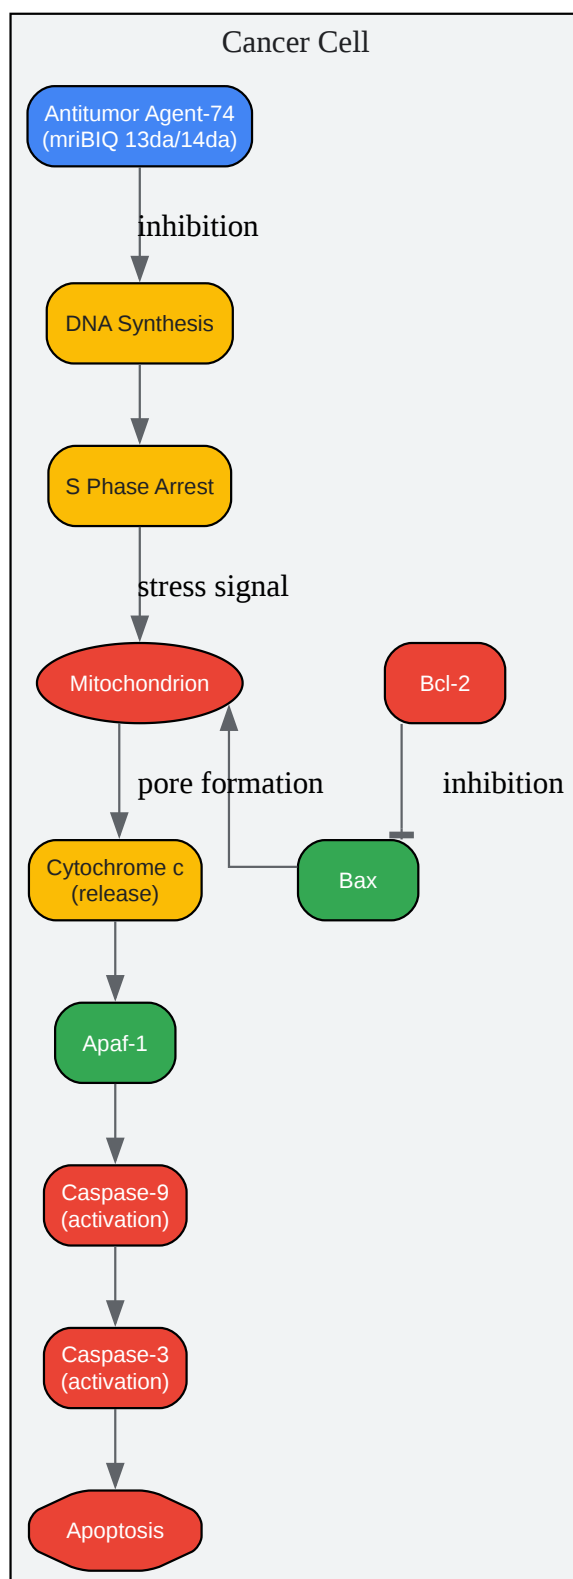 Cancer Cell
Antitumor Agent-74
(mriBIQ 13da/14da)
inhibition
DNA Synthesis
S Phase Arrest
stress signal
Mitochondrion
Bcl-2
pore formation
inhibition
Cytochrome c
(release)
Bax
Apaf-1
Caspase-9
(activation)
Caspase-3
(activation)
Apoptosis